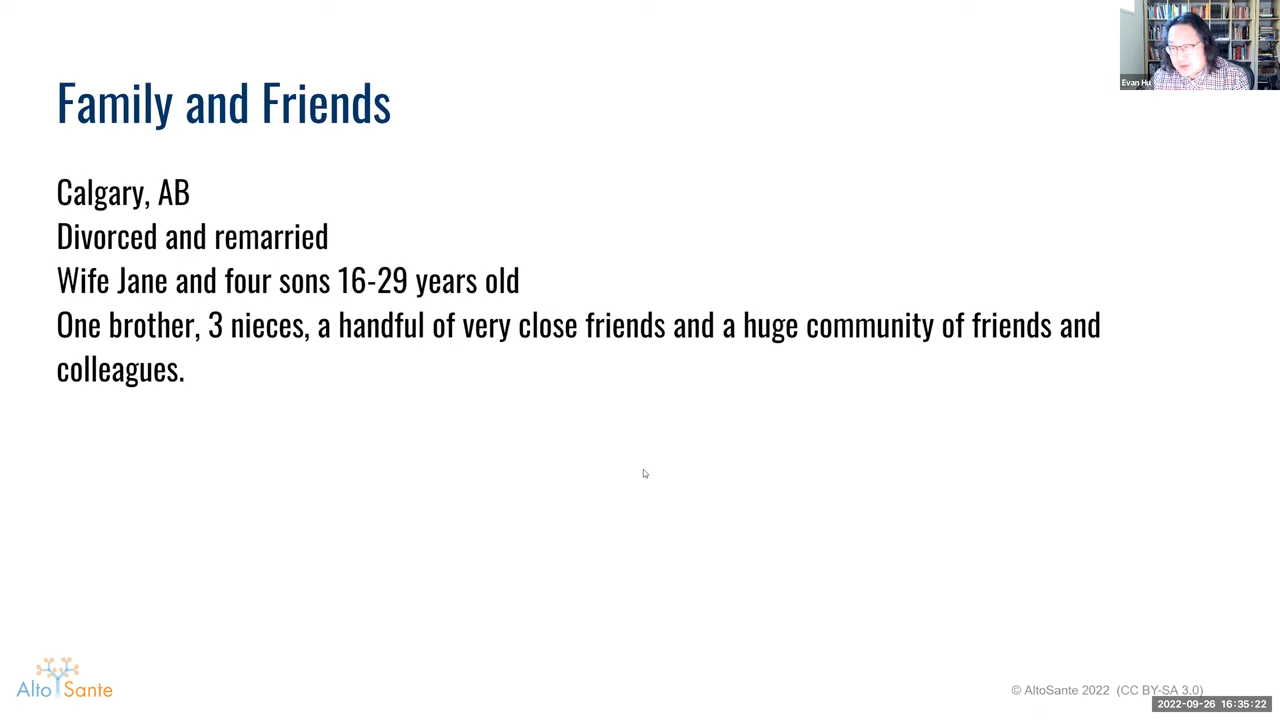 Family and Friends
Evan Hu
Calgary, AB
Divorced and remarried
Wife Jane and four sons 16-29 years old
One brother, 3 nieces, a handful of very close friends and a huge community of friends and
colleagues.
Alto Sante
© AltoSante 2022 (CC BY-SA 3.0)
2022-09-26 16:35:22